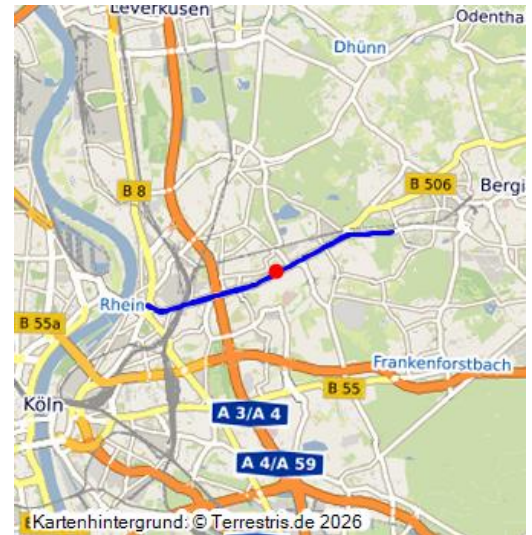 Leverkusen
Odentha
Dhünn
B 8
B 506
Bergi
Rhein
B 55a
Frankenforstbach
B 55
Köln
A 3/A 4
A 4/A 59
Kartenhintergrund: © Terrestris.de 2026